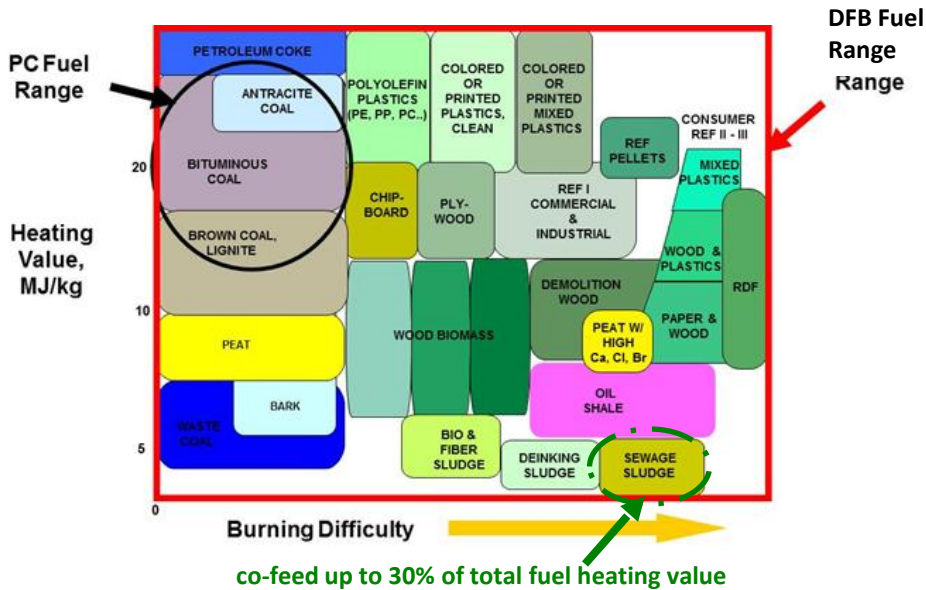 DFB Fuel
Range
Range
PC Fuel
Range
PETROLEUM COKE
ANTRACITE
COAL
BITUMINOUS
COAL
BROWN COAL,
LIGNITE
PEAT
BARK
WASTE
COAL
POLYOLEFIN
PLASTICS
(PE, PP, PC..)
COLORED
OR
PRINTED
PLASTICS,
CLEAN
COLORED
OR
PRINTED
MIXED
PLASTICS
CONSUMER
REF II - III
REF
PELLETS
MIXED
PLASTICS
CHIP-
BOARD
PLY-
WOOD
REF I
COMMERCIAL
&
INDUSTRIAL
WOOD &
PLASTICS
RDF
DEMOLITION
WOOD
PAPER &
WOOD
WOOD BIOMASS
PEAT W/
HIGH
Ca, Cl, Br
OIL
SHALE
BIO &
FIBER
SLUDGE
DEINKING
SLUDGE
SEWAGE
SLUDGE
20
Heating
Value,
MJ/kg
10
5
0
Burning Difficulty
co-feed up to 30% of total fuel heating value